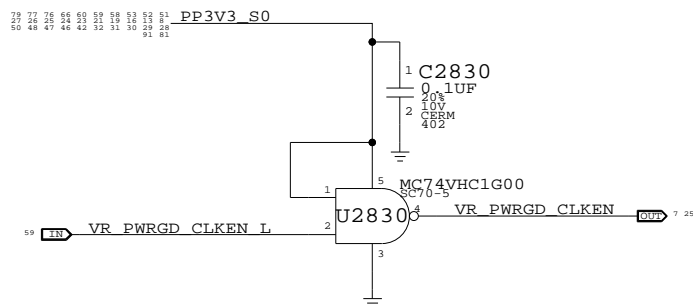 79 77 76 66 60 59 58 53 52 51
27 26 25 24 23 21 19 16 13 8
50 48 47 46 42 32 31 30 29 28
91 81
PP3V3_S0
1 C2830
0.1UF
20%
10V
2 CERM
402
5 MC74VHC1G00
SC70-5
1
U2830
4
VR_PWRGD_CLKEN
OUT
7 25
59
IN
VR_PWRGD_CLKEN_L
2
3